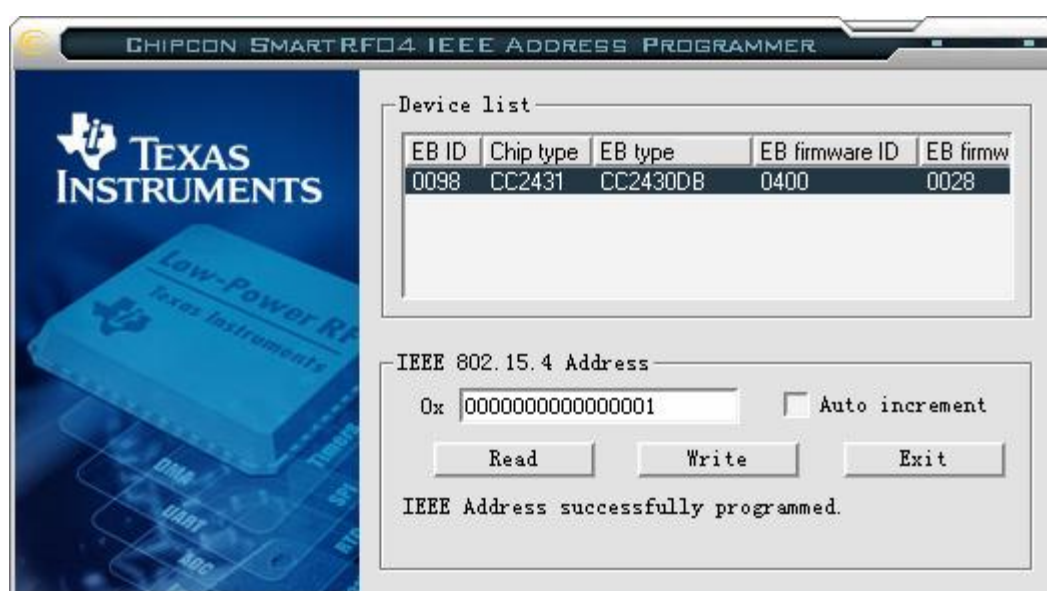 CHIPCON SMARTRF04 IEEE ADDRESS PROGRAMMER
TEXAS
INSTRUMENTS
Low-Power RF
Texas Instruments
DMA
UART
ADC
Timers
SPI
Device list
EB ID Chip type EB type EB firmware ID EB firmw
0098 CC2431 CC2430DB 0400 0028
IEEE 802.15.4 Address
0x 0000000000000001 Auto increment
Read Write Exit
IEEE Address successfully programmed.